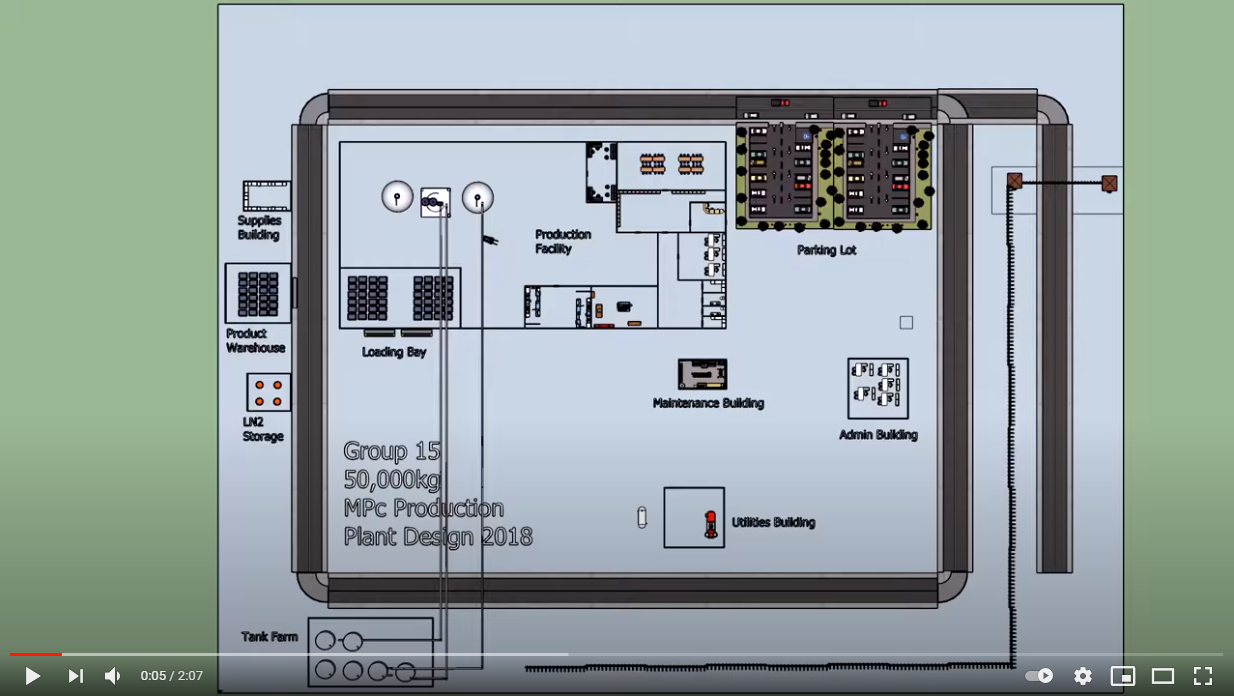 Supplies
Building
Production
Facility
Parking Lot
Product
Warehouse
Loading Bay
Maintenance Building
LN2
Storage
Admin Building
Group 15
50,000kg
MPc Production
Plant Design 2018
Utilities Building
Tank Farm
0:05 / 2:07